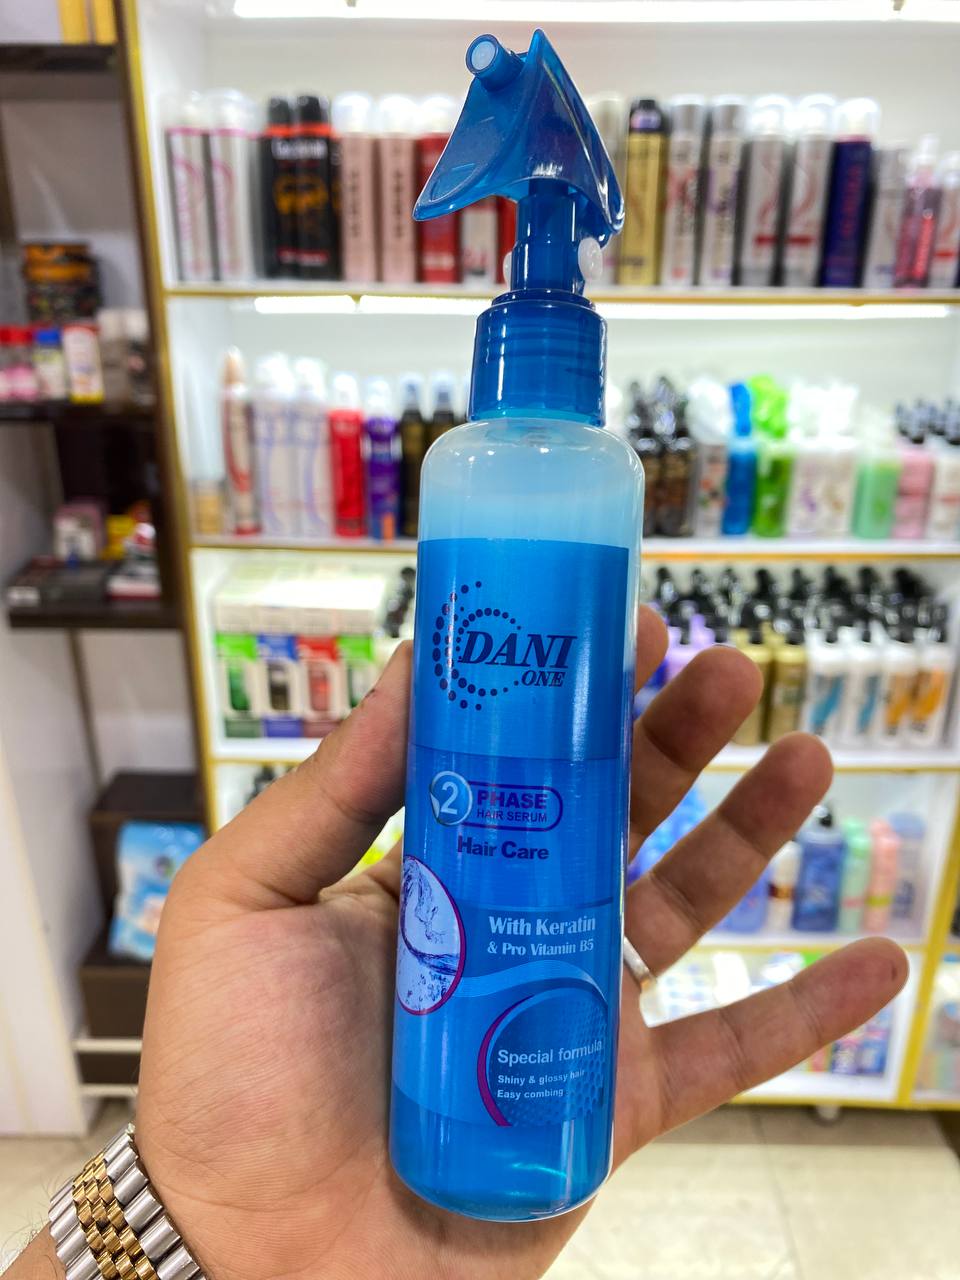 DANI
.ONE
2 PHASE
HAIR SERUM
Hair Care
With Keratin
& Pro Vitamin B5
Special formula
Shiny & glossy hair
Easy combing